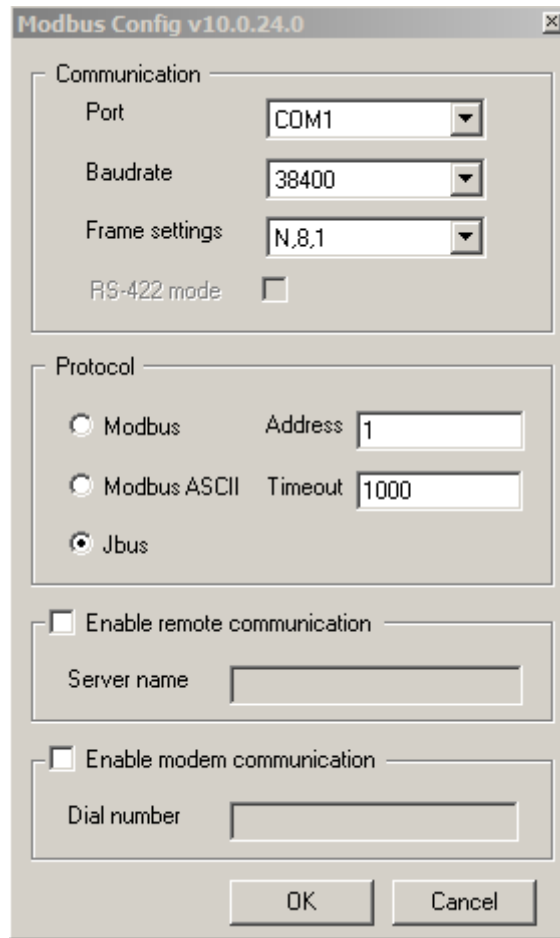 Modbus Config v10.0.24.0
Communication
Port COM1
Baudrate 38400
Frame settings N,8,1
RS-422 mode
Protocol
Modbus Address 1
Modbus ASCII Timeout 1000
Jbus
Enable remote communication
Server name
Enable modem communication
Dial number
OK Cancel